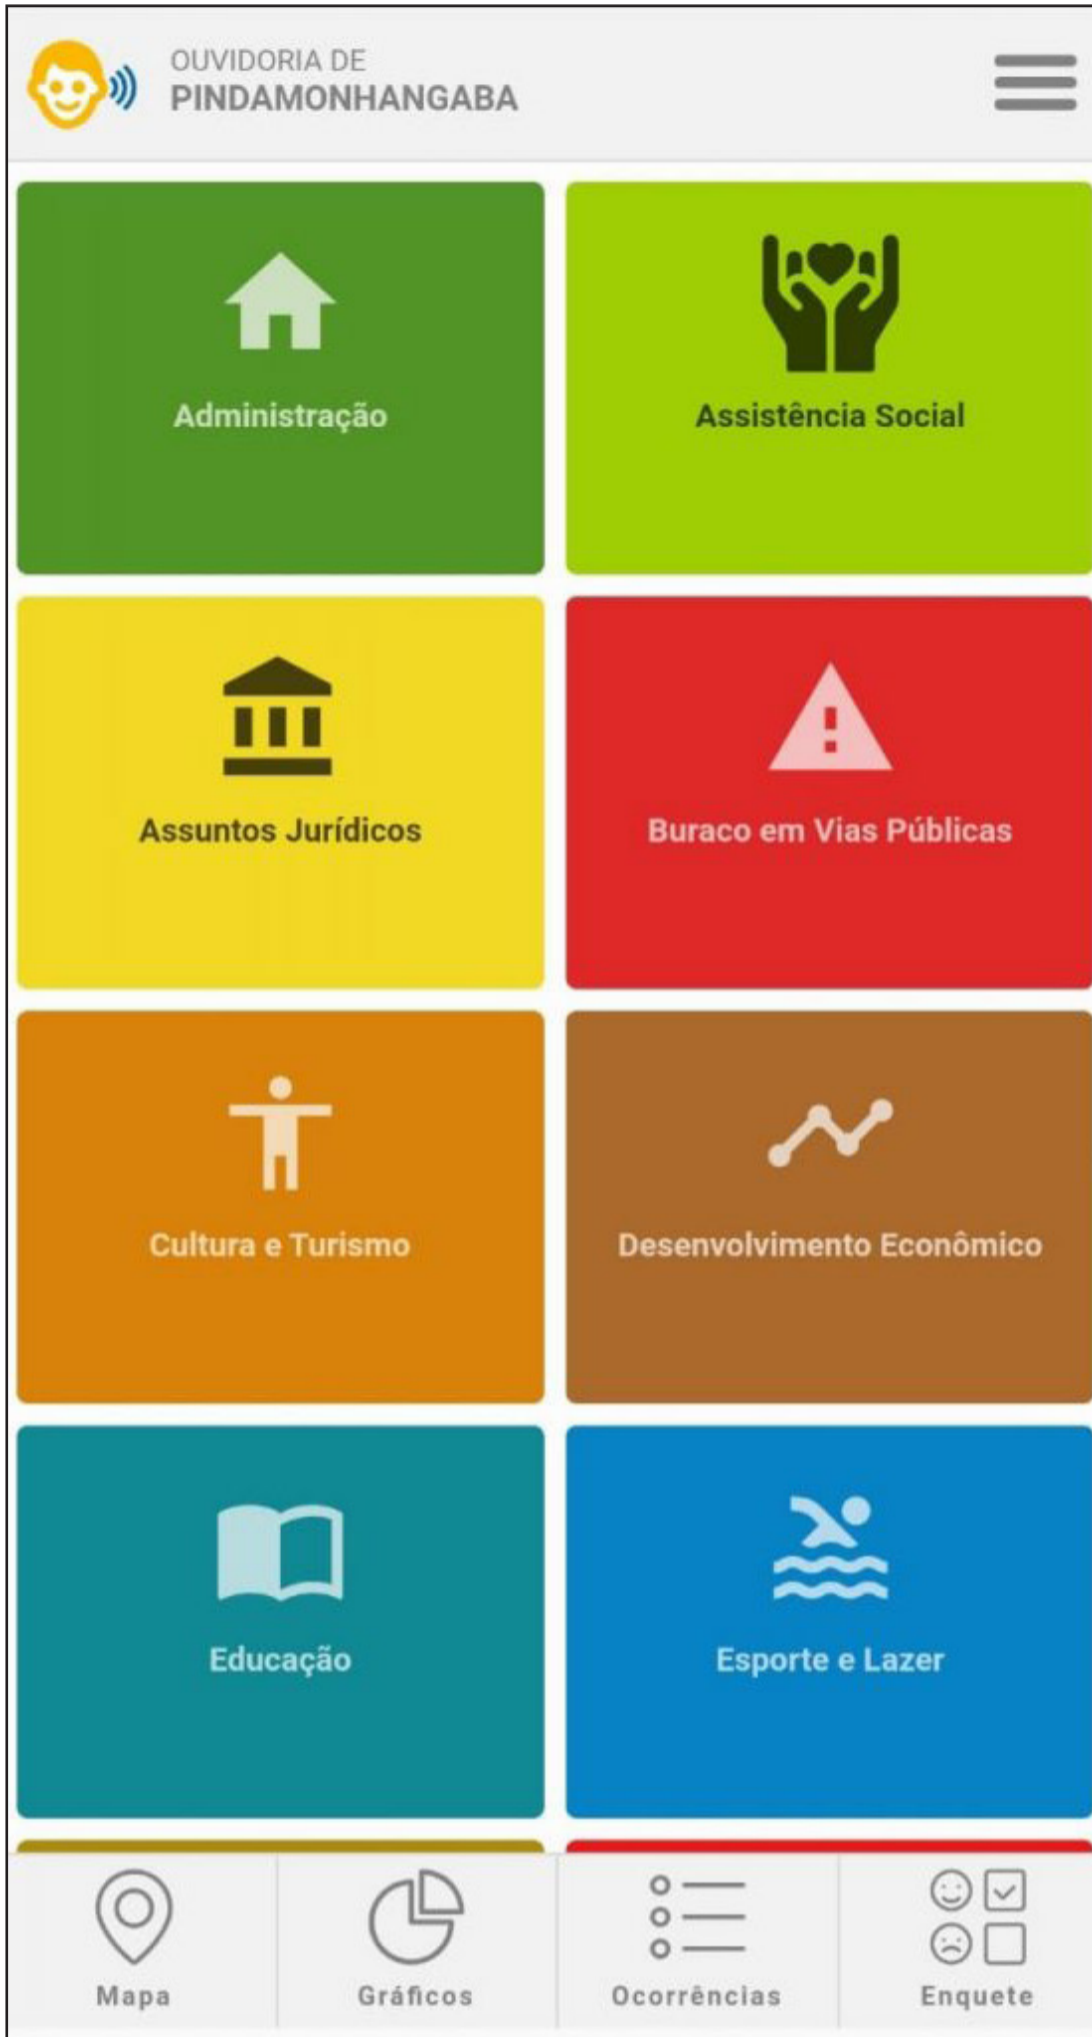 OUVIDORIA DE
PINDAMONHANGABA
Administração
Assistência Social
Assuntos Jurídicos
Buraco em Vias Públicas
Cultura e Turismo
Desenvolvimento Econômico
Educação
Esporte e Lazer
Mapa
Gráficos
Ocorrências
Enquete